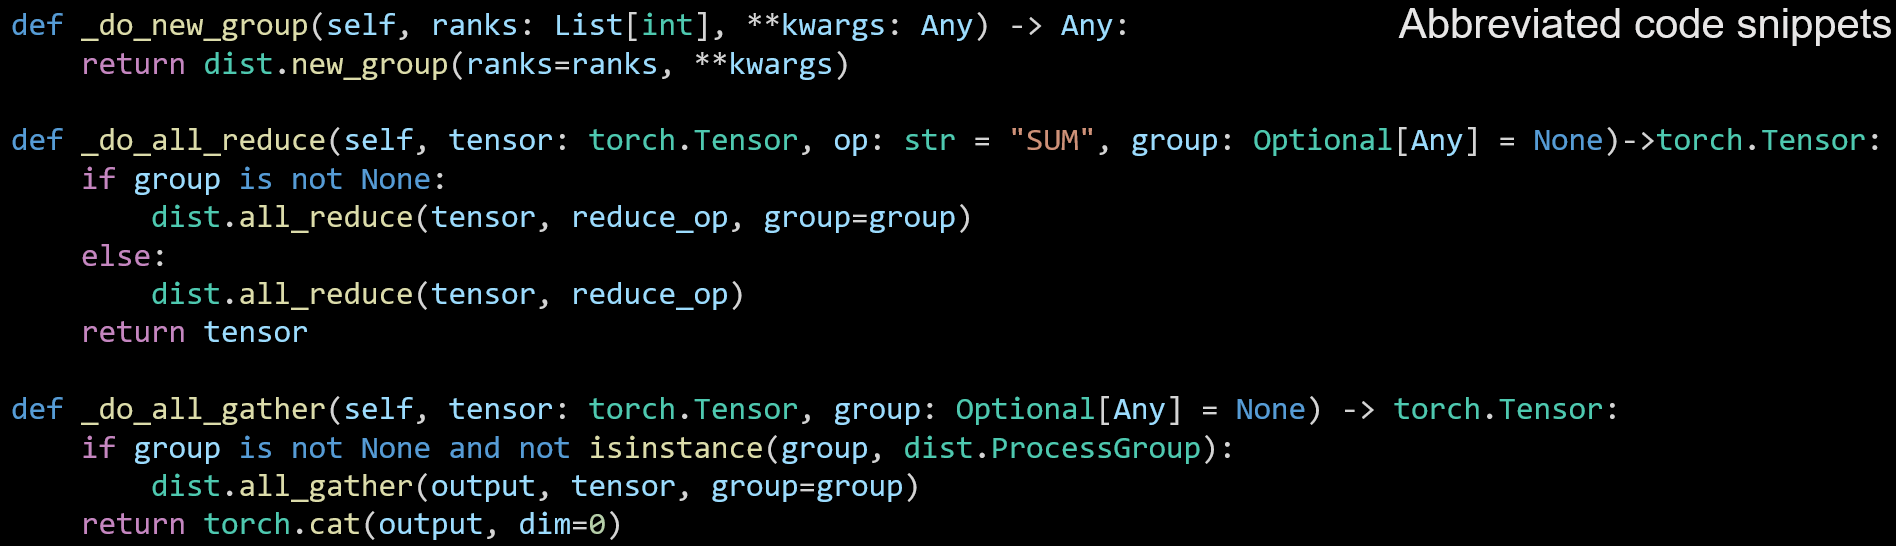 Abbreviated code snippets
def _do_new_group(self, ranks: List[int], **kwargs: Any) -> Any:
    return dist.new_group(ranks=ranks, **kwargs)

def _do_all_reduce(self, tensor: torch.Tensor, op: str = "SUM", group: Optional[Any] = None)->torch.Tensor:
    if group is not None:
        dist.all_reduce(tensor, reduce_op, group=group)
    else:
        dist.all_reduce(tensor, reduce_op)
    return tensor

def _do_all_gather(self, tensor: torch.Tensor, group: Optional[Any] = None) -> torch.Tensor:
    if group is not None and not isinstance(group, dist.ProcessGroup):
        dist.all_gather(output, tensor, group=group)
    return torch.cat(output, dim=0)